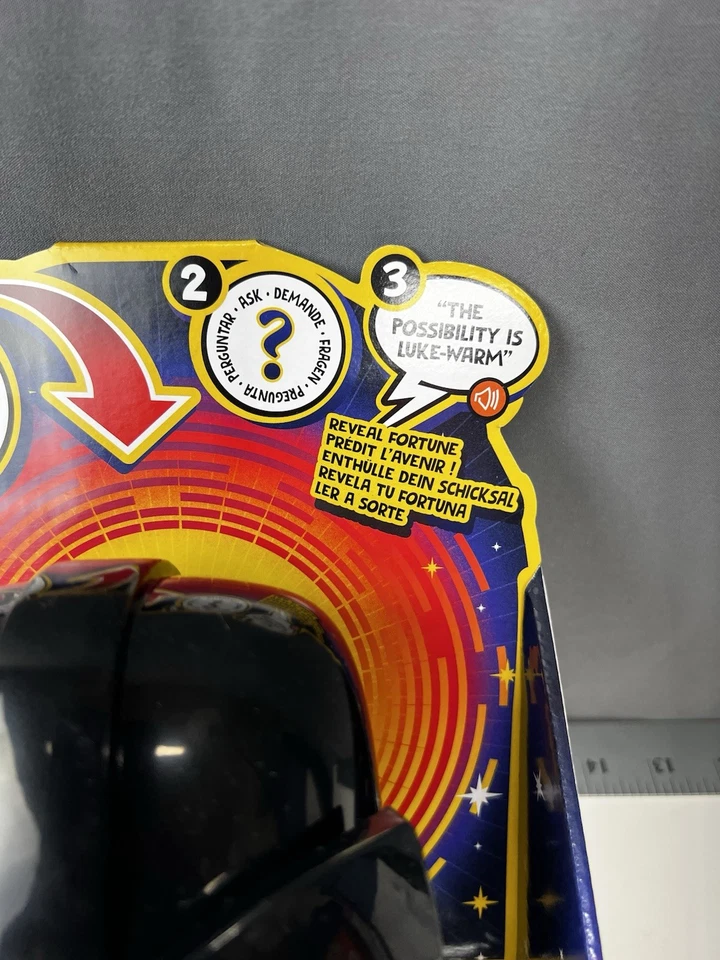 2
ASK · DEMANDE · FRAGEN · PREGUNTA · PERGUNTAR ·
?
3
"THE
POSSIBILITY IS
LUKE-WARM"
REVEAL FORTUNE
PRÉDIT L'AVENIR !
ENTHÜLLE DEIN SCHICKSAL
REVELA TU FORTUNA
LER A SORTE
14 13